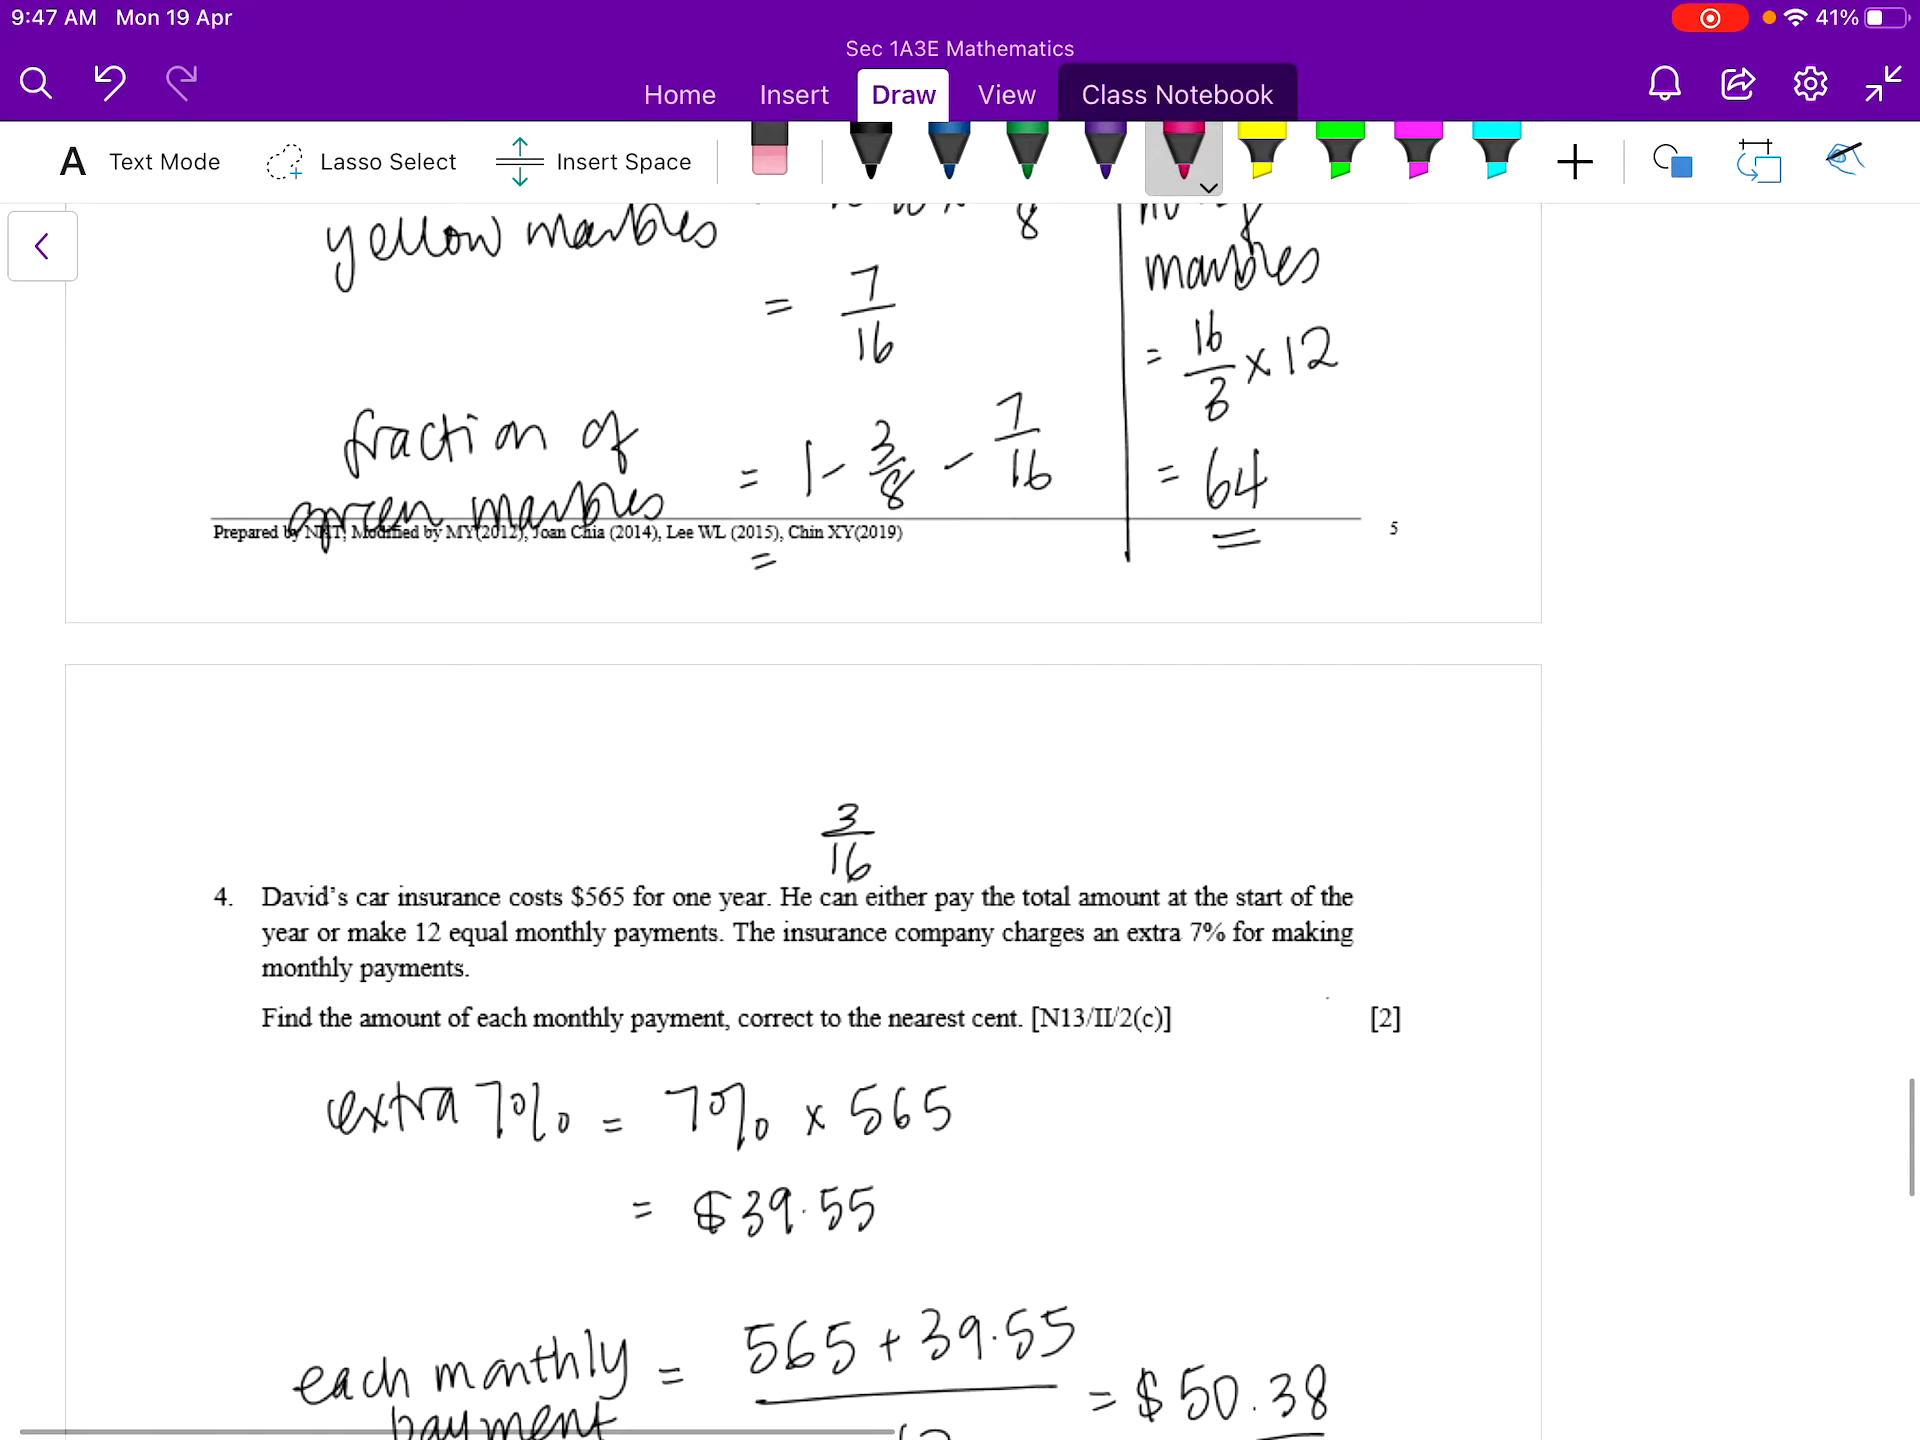 9:47 AM Mon 19 Apr
41%
Sec 1A3E Mathematics
Home Insert Draw View Class Notebook
A Text Mode Lasso Select Insert Space
yellow marbles
8
= 7/16
marbles
= 16/3 x 12
= 64
fraction of
green marbles = 1 - 3/8 - 7/16
Prepared by NKT, Modified by MY(2012), Joan Chia (2014), Lee WL (2015), Chin XY(2019) 5
=
3/16
4. David's car insurance costs $565 for one year. He can either pay the total amount at the start of the
year or make 12 equal monthly payments. The insurance company charges an extra 7% for making
monthly payments.
Find the amount of each monthly payment, correct to the nearest cent. [N13/II/2(c)] [2]
extra 7% = 7% x 565
= $39.55
565 + 39.55
each monthly = = $50.38
payment